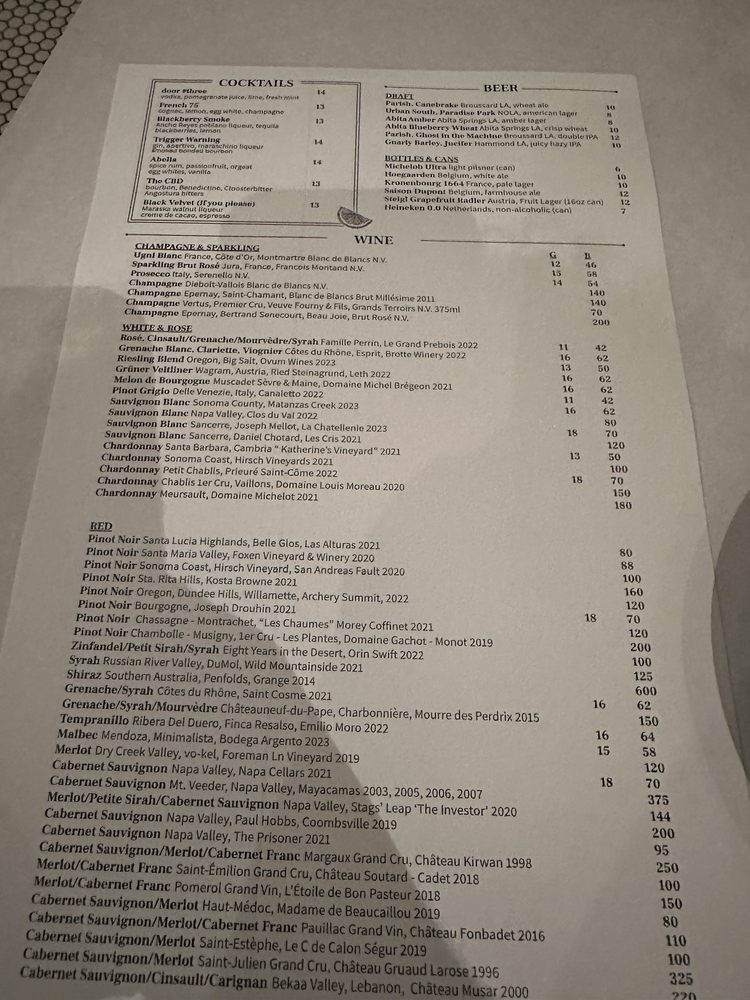 COCKTAILS
door #three 14
vodka, pomegranate juice, lime, fresh mint
French 75 13
cognac, lemon, egg white, champagne
Blackberry Smoke 13
Ancho Reyes poblano liqueur, tequila
blackberries, lemon
Trigger Warning 14
gin, aperitivo, maraschino liqueur
smoked bonded bourbon
Abella 14
spice rum, passionfruit, orgeat
egg whites, vanilla
The CBD 13
bourbon, Benedictine, Cloosterbitter
Angostura bitters
Black Velvet (if you please) 13
Maraska walnut liqueur
creme de cacao, espresso
BEER
DRAFT
Parish, Canebrake Broussard LA, wheat ale 10
Urban South, Paradise Park NOLA, american lager 8
Abita Amber Abita Springs LA, amber lager 8
Abita Blueberry Wheat Abita Springs LA, crisp wheat 10
Parish, Ghost in the Machine Broussard LA, double IPA 12
Gnarly Barley, Jucifer Hammond LA, juicy hazy IPA 10
BOTTLES & CANS
Michelob Ultra light pilsner (can) 6
Hoegaarden Belgium, white ale 10
Kronenbourg 1664 France, pale lager 10
Saison Dupont Belgium, farmhouse ale 12
Steigl Grapefruit Radler Austria, Fruit Lager (16oz can) 12
Heineken 0.0 Netherlands, non-alcoholic (can) 7
WINE
CHAMPAGNE & SPARKLING G B
Ugni Blanc France, Côte d'Or, Montmartre Blanc de Blancs N.V. 12 46
Sparkling Brut Rosé Jura, France, Francois Montand N.V. 15 58
Prosecco Italy, Serenello N.V. 14 54
Champagne Diebolt-Vallois Blanc de Blancs N.V. 140
Champagne Epernay, Saint-Chamant, Blanc de Blancs Brut Millésime 2011 140
Champagne Vertus, Premier Cru, Veuve Fourny & Fils, Grands Terroirs N.V. 375ml 70
Champagne Epernay, Bertrand Senecourt, Beau Joie, Brut Rosé N.V. 200
WHITE & ROSE
Rosé, Cinsault/Grenache/Mourvèdre/Syrah Famille Perrin, Le Grand Prebois 2022 11 42
Grenache Blanc, Clariette, Viognier Côtes du Rhône, Esprit, Brotte Winery 2022 16 62
Riesling Blend Oregon, Big Salt, Ovum Wines 2023 13 50
Grüner Veltliner Wagram, Austria, Ried Steinagrund, Leth 2022 16 62
Melon de Bourgogne Muscadet Sèvre & Maine, Domaine Michel Brégeon 2021 16 62
Pinot Grigio Delle Venezie, Italy, Canaletto 2022 11 42
Sauvignon Blanc Sonoma County, Matanzas Creek 2023 16 62
Sauvignon Blanc Napa Valley, Clos du Val 2022 80
Sauvignon Blanc Sancerre, Joseph Mellot, La Chatellenie 2023 18 70
Sauvignon Blanc Sancerre, Daniel Chotard, Les Cris 2021 120
Chardonnay Santa Barbara, Cambria " Katherine's Vineyard" 2021 13 50
Chardonnay Sonoma Coast, Hirsch Vineyards 2021 100
Chardonnay Petit Chablis, Prieuré Saint-Côme 2022 18 70
Chardonnay Chablis 1er Cru, Vaillons, Domaine Louis Moreau 2020 150
Chardonnay Meursault, Domaine Michelot 2021 180
RED
Pinot Noir Santa Lucia Highlands, Belle Glos, Las Alturas 2021 80
Pinot Noir Santa Maria Valley, Foxen Vineyard & Winery 2020 88
Pinot Noir Sonoma Coast, Hirsch Vineyard, San Andreas Fault 2020 100
Pinot Noir Sta. Rita Hills, Kosta Browne 2021 160
Pinot Noir Oregon, Dundee Hills, Willamette, Archery Summit, 2022 120
Pinot Noir Bourgogne, Joseph Drouhin 2021 18 70
Pinot Noir Chassagne - Montrachet, "Les Chaumes" Morey Coffinet 2021 120
Pinot Noir Chambolle - Musigny, 1er Cru - Les Plantes, Domaine Gachot - Monot 2019 200
Zinfandel/Petit Sirah/Syrah Eight Years in the Desert, Orin Swift 2022 100
Syrah Russian River Valley, DuMol, Wild Mountainside 2021 125
Shiraz Southern Australia, Penfolds, Grange 2014 600
Grenache/Syrah Côtes du Rhône, Saint Cosme 2021 16 62
Grenache/Syrah/Mourvèdre Châteauneuf-du-Pape, Charbonnière, Mourre des Perdrix 2015 150
Tempranillo Ribera Del Duero, Finca Resalso, Emilio Moro 2022 16 64
Malbec Mendoza, Minimalista, Bodega Argento 2023 15 58
Merlot Dry Creek Valley, vo-kel, Foreman Ln Vineyard 2019 120
Cabernet Sauvignon Napa Valley, Napa Cellars 2021 18 70
Cabernet Sauvignon Mt. Veeder, Napa Valley, Mayacamas 2003, 2005, 2006, 2007 375
Merlot/Petite Sirah/Cabernet Sauvignon Napa Valley, Stags' Leap 'The Investor' 2020 144
Cabernet Sauvignon Napa Valley, Paul Hobbs, Coombsville 2019 200
Cabernet Sauvignon Napa Valley, The Prisoner 2021 95
Cabernet Sauvignon/Merlot/Cabernet Franc Margaux Grand Cru, Château Kirwan 1998 250
Merlot/Cabernet Franc Saint-Émilion Grand Cru, Château Soutard - Cadet 2018 100
Merlot/Cabernet Franc Pomerol Grand Vin, L'Étoile de Bon Pasteur 2018 150
Cabernet Sauvignon/Merlot Haut-Médoc, Madame de Beaucaillou 2019 80
Cabernet Sauvignon/Merlot/Cabernet Franc Pauillac Grand Vin, Château Fonbadet 2016 110
Cabernet Sauvignon/Merlot Saint-Estèphe, Le C de Calon Ségur 2019 100
Cabernet Sauvignon/Merlot Saint-Julien Grand Cru, Château Gruaud Larose 1996 325
Cabernet Sauvignon/Cinsault/Carignan Bekaa Valley, Lebanon, Château Musar 2000 220